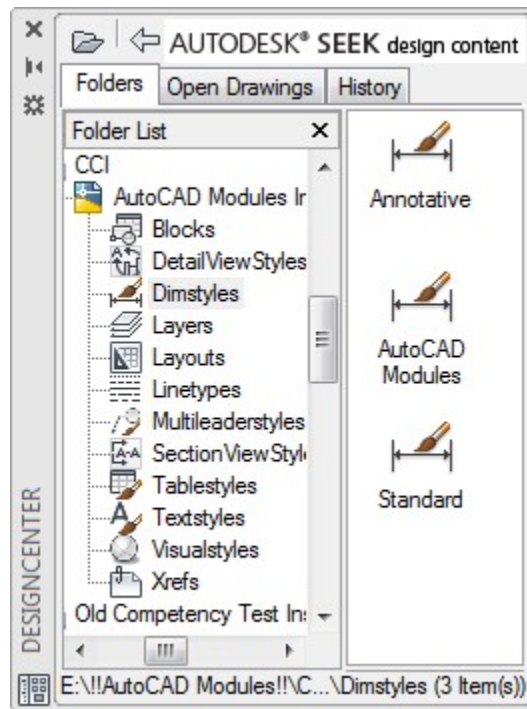 AUTODESK® SEEK design content
Folders Open Drawings History
Folder List
CCI
AutoCAD Modules Ir
Blocks
DetailViewStyles
Dimstyles
Layers
Layouts
Linetypes
Multileaderstyles
SectionViewStyl
Tablestyles
Textstyles
Visualstyles
Xrefs
Old Competency Test In
Annotative
AutoCAD
Modules
Standard
DESIGNCENTER
E:\!!AutoCAD Modules!!\C...\Dimstyles (3 Item(s))